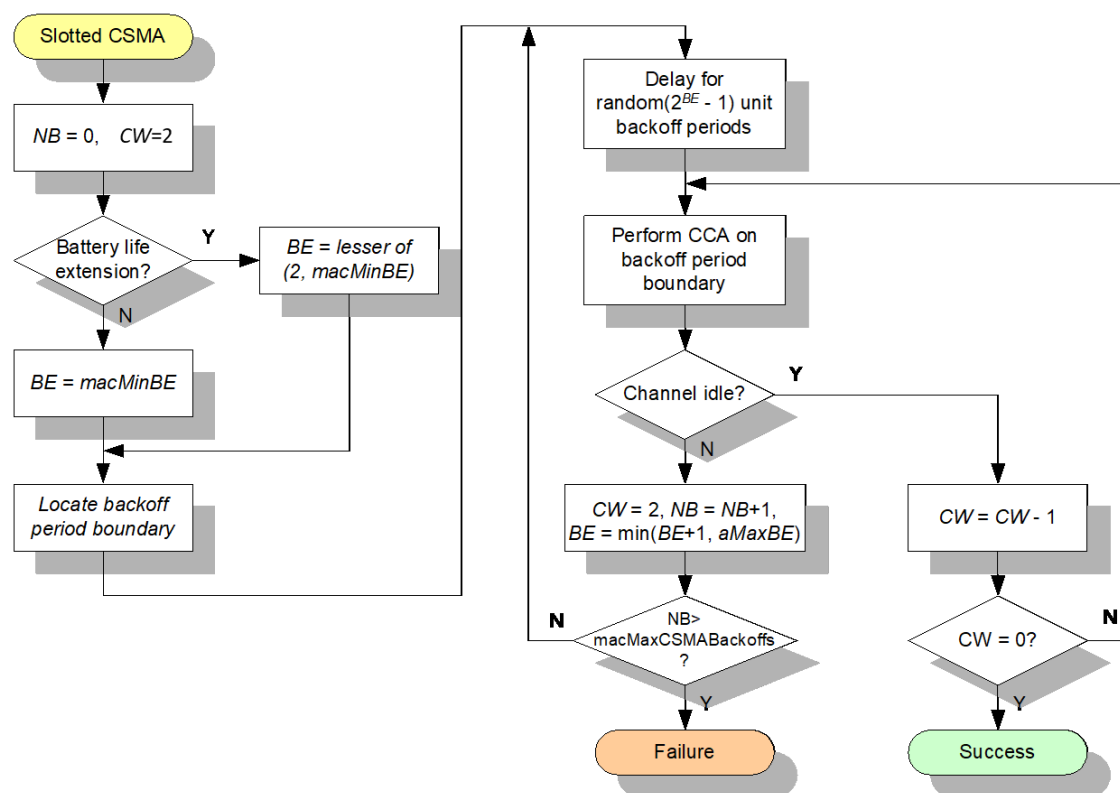 Slotted CSMA
NB = 0, CW=2
Battery life
extension?
Y
N
BE = lesser of
(2, macMinBE)
BE = macMinBE
Locate backoff
period boundary
Delay for
random(2^BE - 1) unit
backoff periods
Perform CCA on
backoff period
boundary
Channel idle?
Y
N
CW = 2, NB = NB+1,
BE = min(BE+1, aMaxBE)
CW = CW - 1
NB>
macMaxCSMABackoffs
?
N
Y
CW = 0?
N
Y
Failure
Success